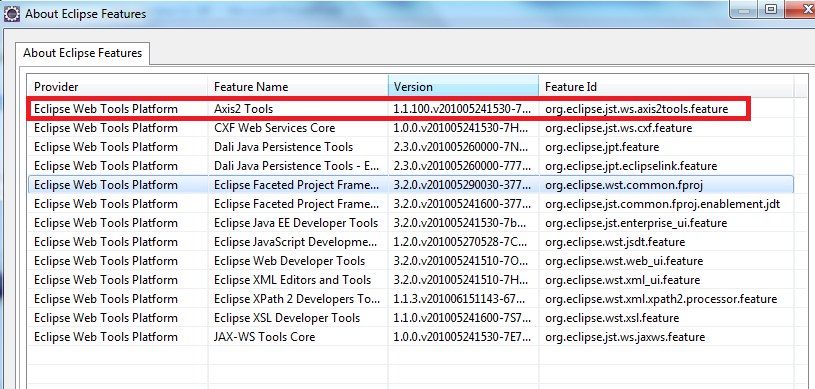 About Eclipse Features
About Eclipse Features
Provider Feature Name Version Feature Id
Eclipse Web Tools Platform Axis2 Tools 1.1.100.v201005241530-7... org.eclipse.jst.ws.axis2tools.feature
Eclipse Web Tools Platform CXF Web Services Core 1.0.0.v201005241530-7H... org.eclipse.jst.ws.cxf.feature
Eclipse Web Tools Platform Dali Java Persistence Tools 2.3.0.v201005260000-7N... org.eclipse.jpt.feature
Eclipse Web Tools Platform Dali Java Persistence Tools - E... 2.3.0.v201005260000-777... org.eclipse.jpt.eclipselink.feature
Eclipse Web Tools Platform Eclipse Faceted Project Frame... 3.2.0.v201005290030-377... org.eclipse.wst.common.fproj
Eclipse Web Tools Platform Eclipse Faceted Project Frame... 3.2.0.v201005241600-377... org.eclipse.jst.common.fproj.enablement.jdt
Eclipse Web Tools Platform Eclipse Java EE Developer Tools 3.2.0.v201005241530-7b... org.eclipse.jst.enterprise_ui.feature
Eclipse Web Tools Platform Eclipse JavaScript Developme... 1.2.0.v201005270528-7C... org.eclipse.wst.jsdt.feature
Eclipse Web Tools Platform Eclipse Web Developer Tools 3.2.0.v201005241510-7O... org.eclipse.wst.web_ui.feature
Eclipse Web Tools Platform Eclipse XML Editors and Tools 3.2.0.v201005241510-7H... org.eclipse.wst.xml_ui.feature
Eclipse Web Tools Platform Eclipse XPath 2 Developers To... 1.1.3.v201006151143-67... org.eclipse.wst.xml.xpath2.processor.feature
Eclipse Web Tools Platform Eclipse XSL Developer Tools 1.1.0.v201005241600-7S7... org.eclipse.wst.xsl.feature
Eclipse Web Tools Platform JAX-WS Tools Core 1.0.0.v201005241530-7E7... org.eclipse.jst.ws.jaxws.feature